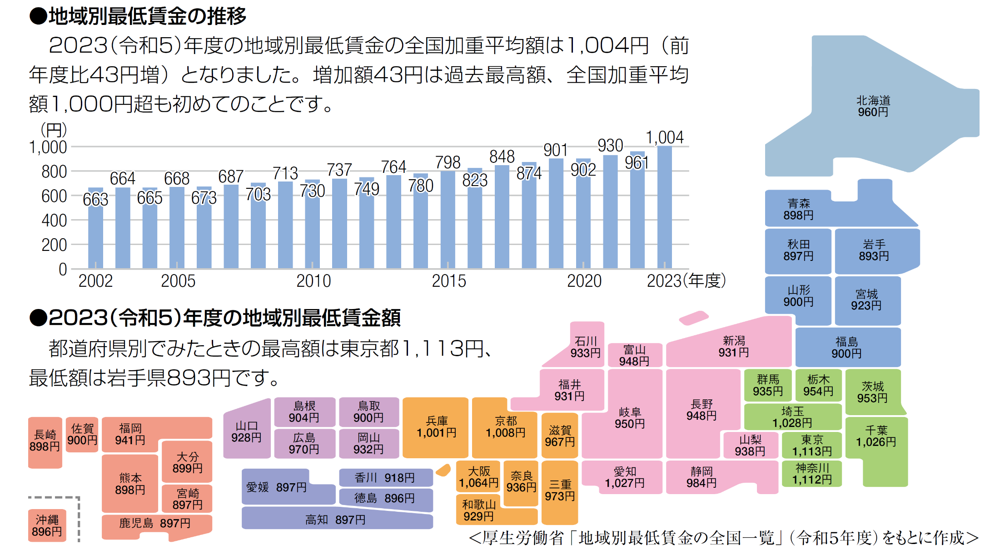 ●地域別最低賃金の推移
2023（令和5）年度の地域別最低賃金の全国加重平均額は1,004円（前
年度比43円増）となりました。増加額43円は過去最高額、全国加重平均
額1,000円超も初めてのことです。
（円）
1,000
800
600
400
200
0
663
664
665
668
673
687
703
713
730
737
749
764
780
798
823
848
874
901
902
930
961
1,004
2002
2005
2010
2015
2020
2023（年度）
●2023（令和5）年度の地域別最低賃金額
都道府県別でみたときの最高額は東京都1,113円、
最低額は岩手県893円です。
北海道
960円
青森
898円
秋田
897円
岩手
893円
山形
900円
宮城
923円
福島
900円
新潟
931円
石川
933円
富山
948円
福井
931円
岐阜
950円
長野
948円
山梨
938円
愛知
1,027円
静岡
984円
群馬
935円
栃木
954円
茨城
953円
埼玉
1,028円
千葉
1,026円
東京
1,113円
神奈川
1,112円
兵庫
1,001円
京都
1,008円
滋賀
967円
大阪
1,064円
奈良
936円
三重
973円
和歌山
929円
山口
928円
島根
904円
鳥取
900円
広島
970円
岡山
932円
愛媛 897円
香川 918円
徳島 896円
高知 897円
長崎
898円
佐賀
900円
福岡
941円
大分
899円
熊本
898円
宮崎
897円
鹿児島 897円
沖縄
896円
＜厚生労働省「地域別最低賃金の全国一覧」（令和5年度）をもとに作成＞